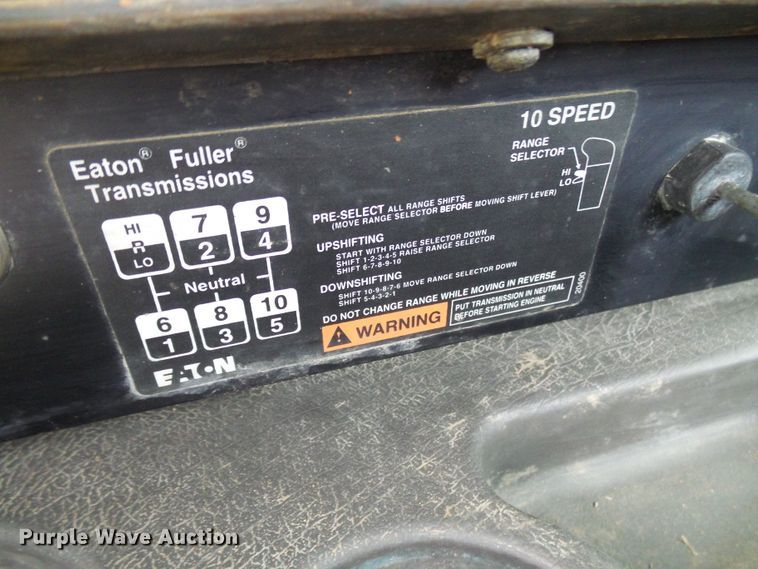 10 SPEED
Eaton® Fuller®
Transmissions
RANGE
SELECTOR
HI
LO
HI
R
LO
7
2
9
4
Neutral
6
1
8
3
10
5
EATON
PRE-SELECT ALL RANGE SHIFTS
(MOVE RANGE SELECTOR BEFORE MOVING SHIFT LEVER)
UPSHIFTING
START WITH RANGE SELECTOR DOWN
SHIFT 1-2-3-4-5 RAISE RANGE SELECTOR
SHIFT 6-7-8-9-10
DOWNSHIFTING
SHIFT 10-9-8-7-6 MOVE RANGE SELECTOR DOWN
SHIFT 5-4-3-2-1
DO NOT CHANGE RANGE WHILE MOVING IN REVERSE
WARNING
PUT TRANSMISSION IN NEUTRAL
BEFORE STARTING ENGINE
20400
Purple Wave Auction